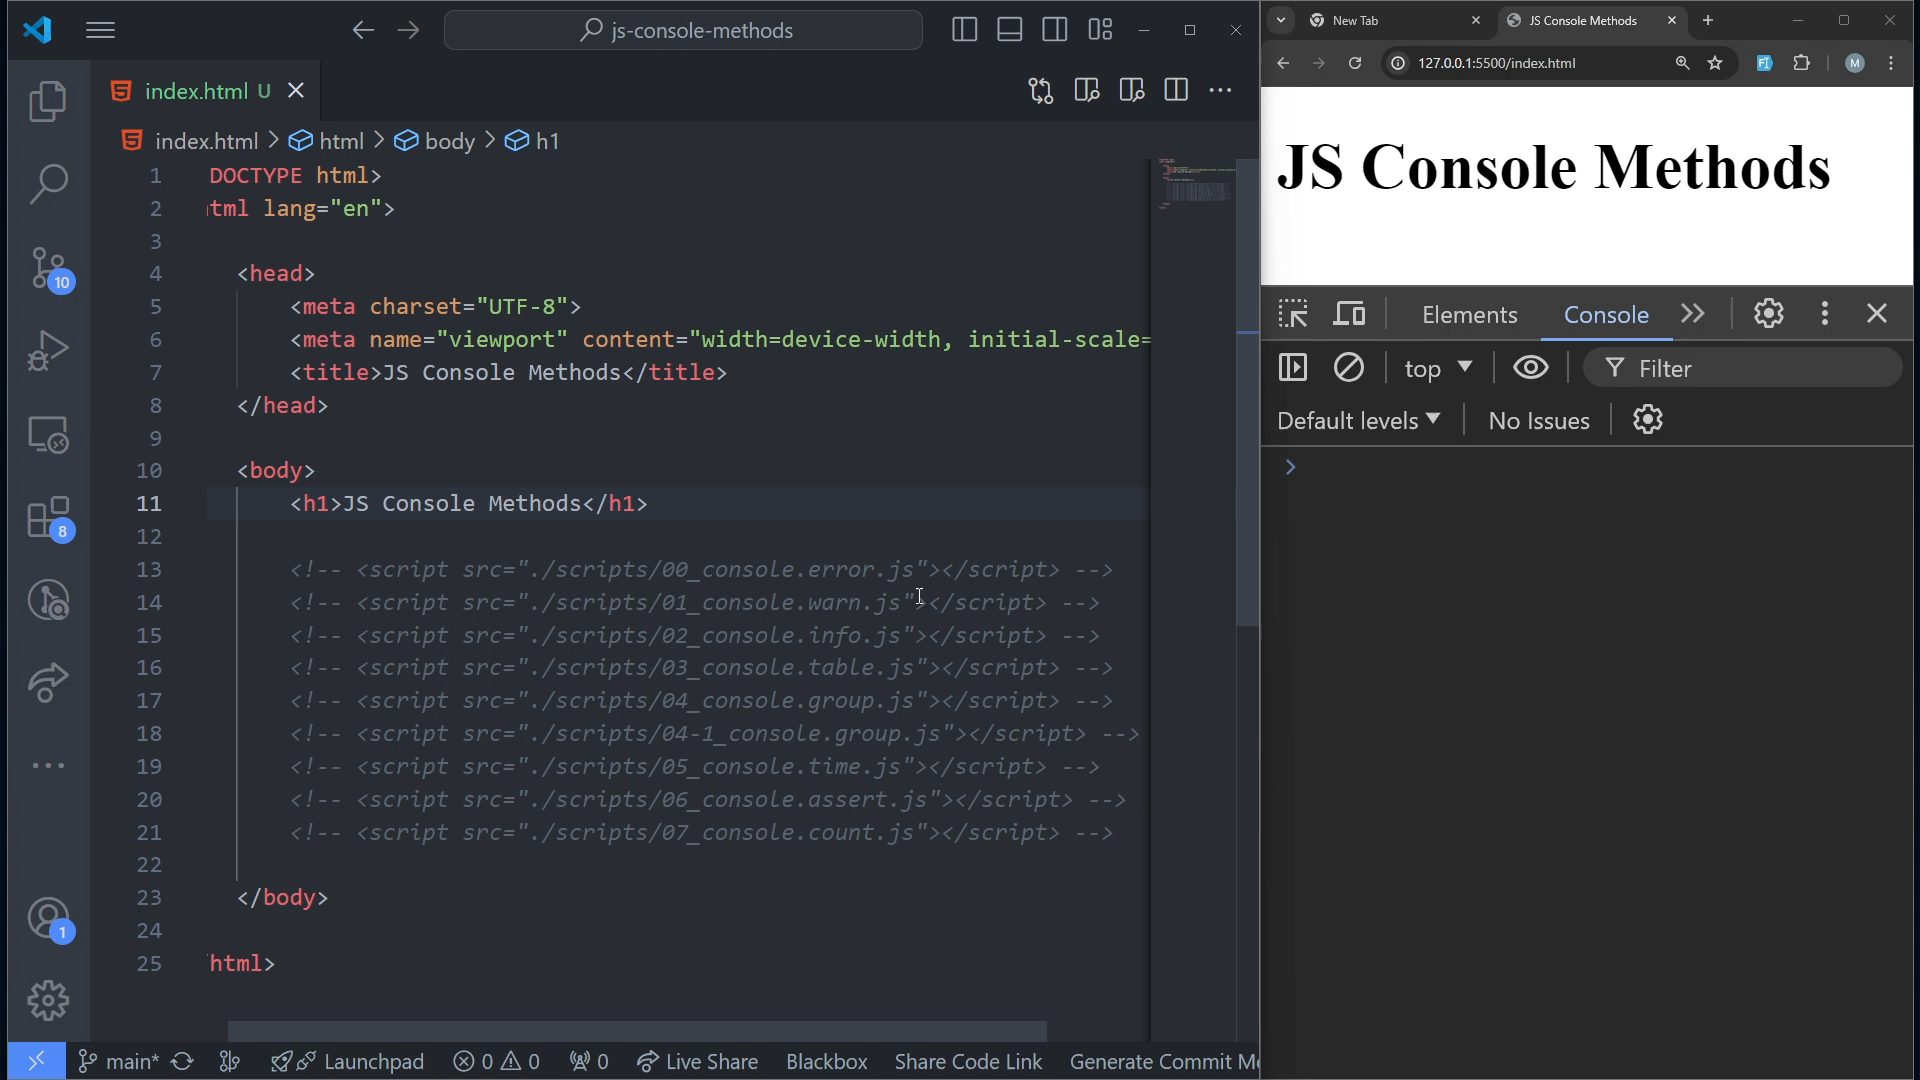 js-console-methods
index.html U
index.html > html > body > h1
1 DOCTYPE html>
2 tml lang="en">
3
4 <head>
5 <meta charset="UTF-8">
6 <meta name="viewport" content="width=device-width, initial-scale=
7 <title>JS Console Methods</title>
8 </head>
9
10 <body>
11 <h1>JS Console Methods</h1>
12
13 <!-- <script src="./scripts/00_console.error.js"></script> -->
14 <!-- <script src="./scripts/01_console.warn.js"></script> -->
15 <!-- <script src="./scripts/02_console.info.js"></script> -->
16 <!-- <script src="./scripts/03_console.table.js"></script> -->
17 <!-- <script src="./scripts/04_console.group.js"></script> -->
18 <!-- <script src="./scripts/04-1_console.group.js"></script> -->
19 <!-- <script src="./scripts/05_console.time.js"></script> -->
20 <!-- <script src="./scripts/06_console.assert.js"></script> -->
21 <!-- <script src="./scripts/07_console.count.js"></script> -->
22
23 </body>
24
25 html>
10
8
1
main* Launchpad 0 0 0 Live Share Blackbox Share Code Link Generate Commit Me
New Tab JS Console Methods
127.0.0.1:5500/index.html M
JS Console Methods
Elements Console
top Filter
Default levels No Issues